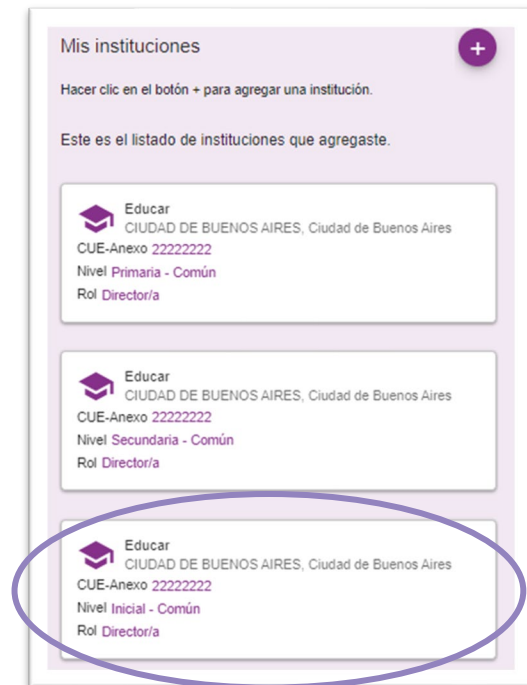 Mis instituciones
+
Hacer clic en el botón + para agregar una institución.
Este es el listado de instituciones que agregaste.
Educar
CIUDAD DE BUENOS AIRES, Ciudad de Buenos Aires
CUE-Anexo 22222222
Nivel Primaria - Común
Rol Director/a
Educar
CIUDAD DE BUENOS AIRES, Ciudad de Buenos Aires
CUE-Anexo 22222222
Nivel Secundaria - Común
Rol Director/a
Educar
CIUDAD DE BUENOS AIRES, Ciudad de Buenos Aires
CUE-Anexo 22222222
Nivel Inicial - Común
Rol Director/a